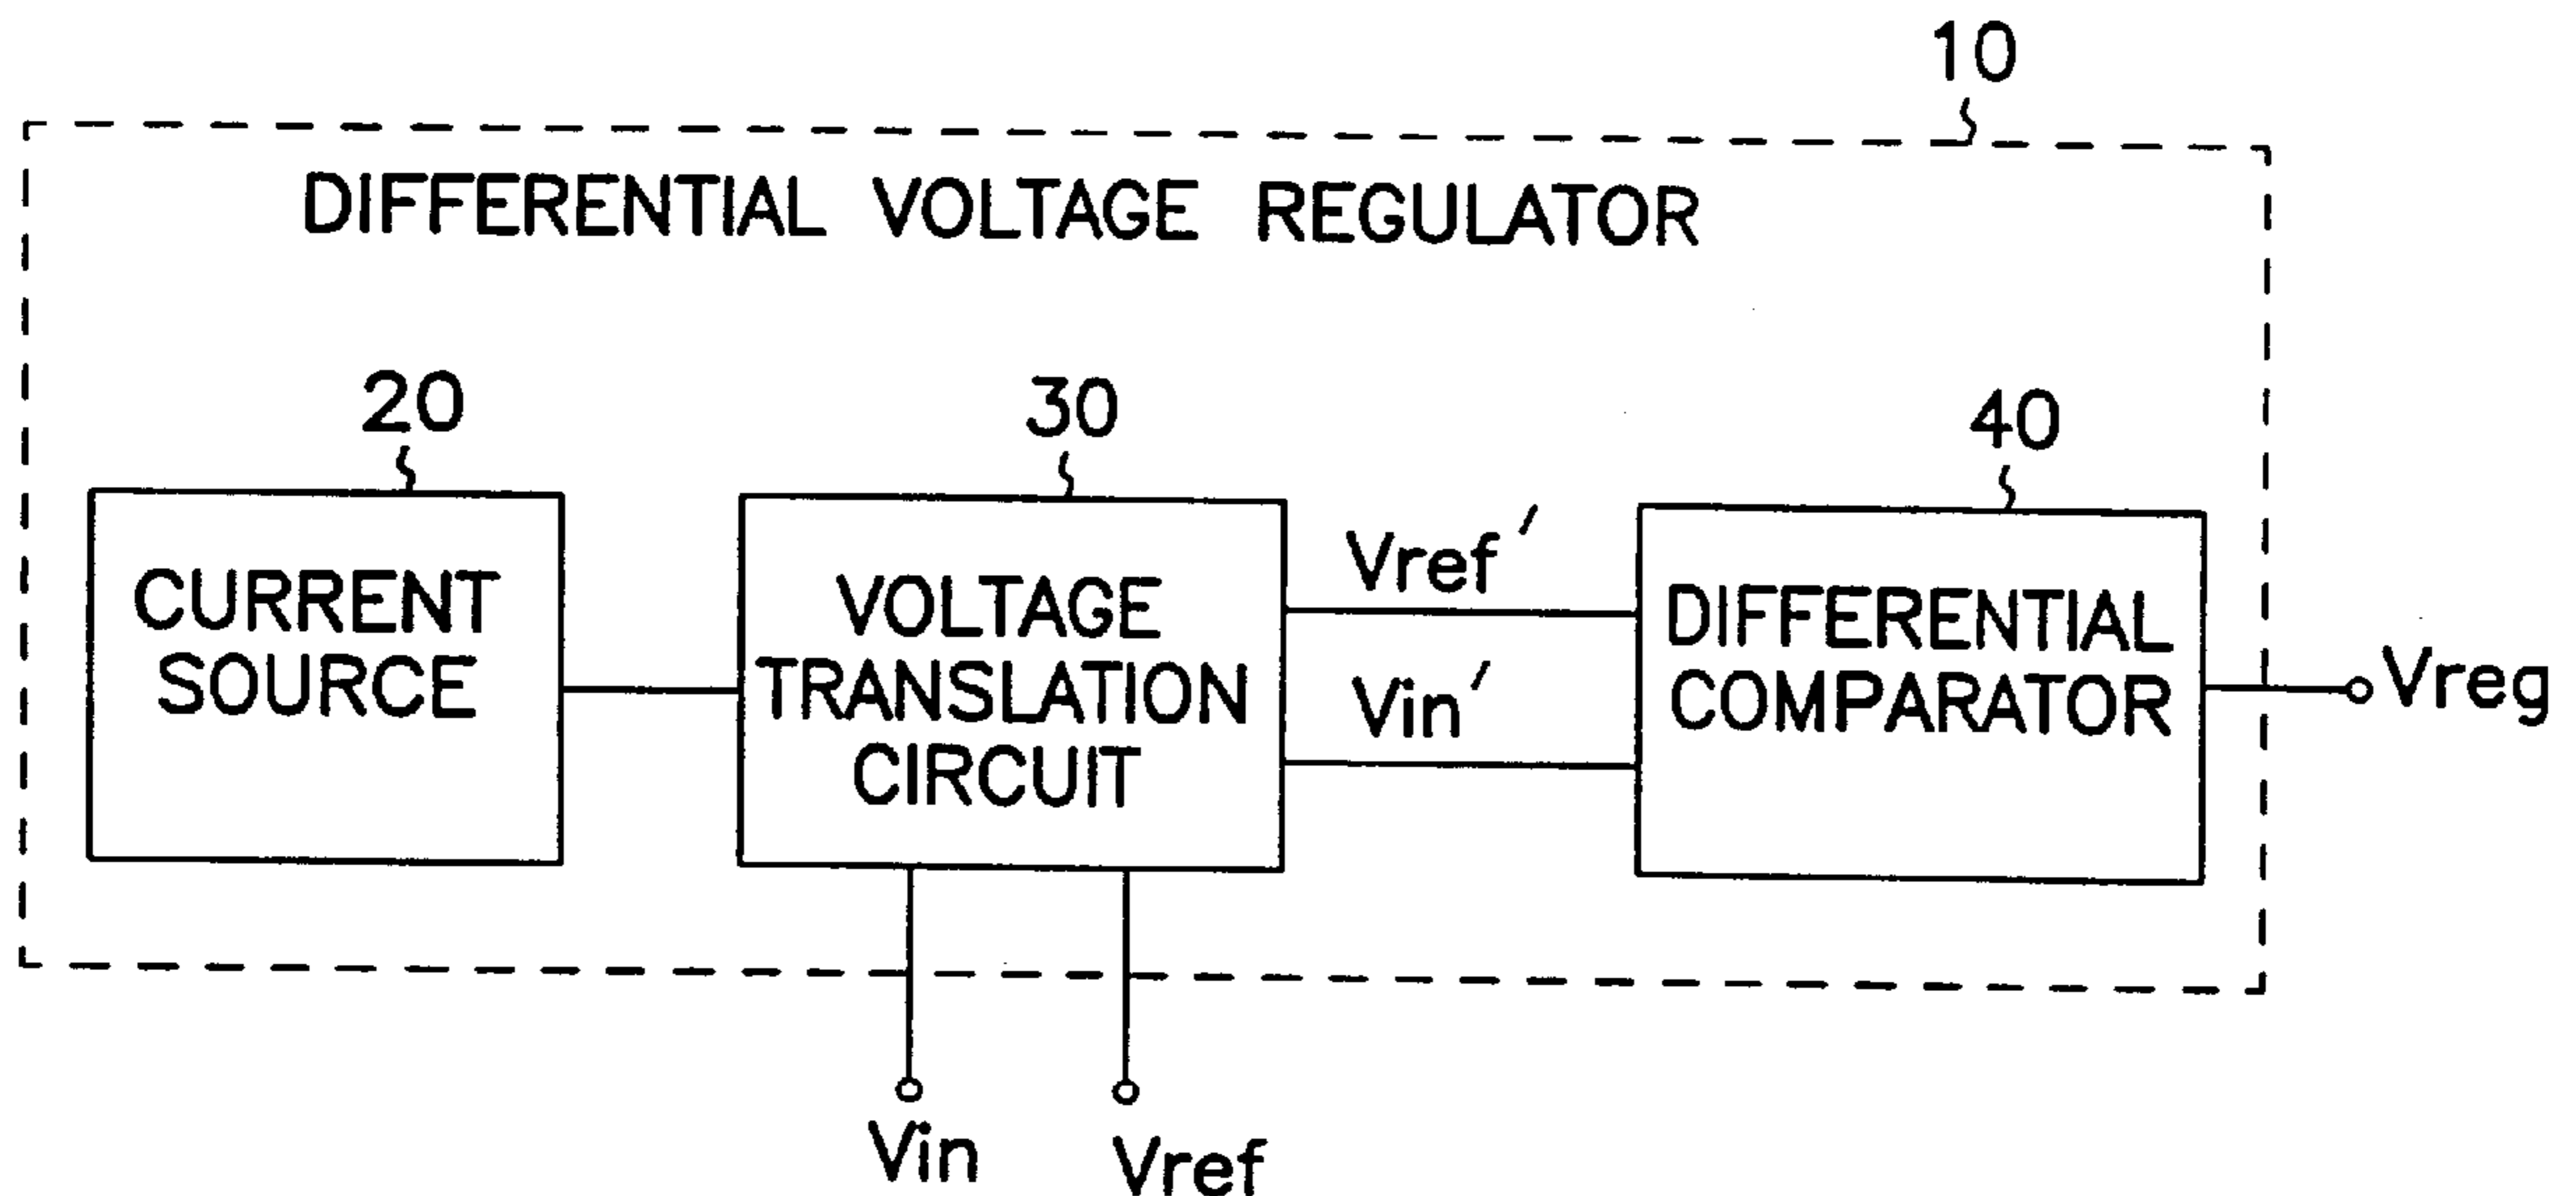 10
DIFFERENTIAL VOLTAGE REGULATOR
20
30
40
CURRENT
SOURCE
VOLTAGE
TRANSLATION
CIRCUIT
Vref'
Vin'
DIFFERENTIAL
COMPARATOR
Vreg
Vin
Vref